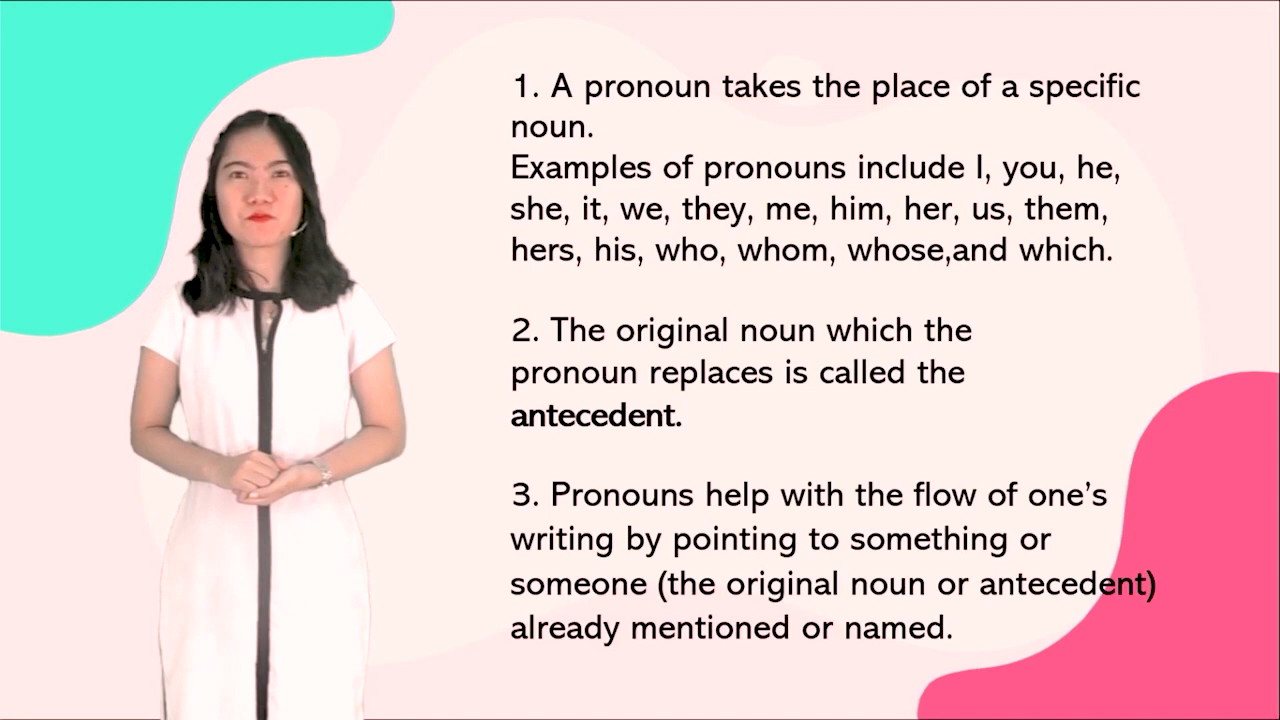 1. A pronoun takes the place of a specific
noun.
Examples of pronouns include I, you, he,
she, it, we, they, me, him, her, us, them,
hers, his, who, whom, whose,and which.
2. The original noun which the
pronoun replaces is called the
antecedent.
3. Pronouns help with the flow of one's
writing by pointing to something or
someone (the original noun or antecedent)
already mentioned or named.